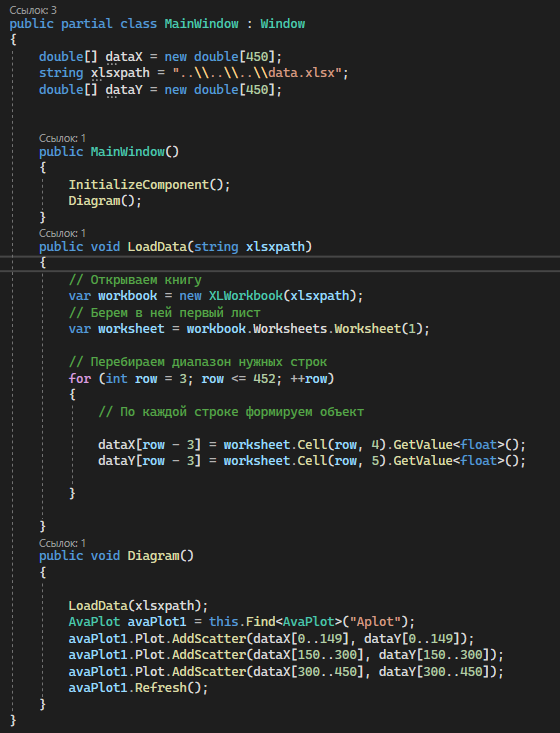 Ссылок: 3
public partial class MainWindow : Window
{
double[] dataX = new double[450];
string xlsxpath = "..\\..\\..\\data.xlsx";
double[] dataY = new double[450];
Ссылок: 1
public MainWindow()
{
InitializeComponent();
Diagram();
}
Ссылок: 1
public void LoadData(string xlsxpath)
{
// Открываем книгу
var workbook = new XLWorkbook(xlsxpath);
// Берем в ней первый лист
var worksheet = workbook.Worksheets.Worksheet(1);
// Перебираем диапазон нужных строк
for (int row = 3; row <= 452; ++row)
{
// По каждой строке формируем объект
dataX[row - 3] = worksheet.Cell(row, 4).GetValue<float>();
dataY[row - 3] = worksheet.Cell(row, 5).GetValue<float>();
}
}
Ссылок: 1
public void Diagram()
{
LoadData(xlsxpath);
AvaPlot avaPlot1 = this.Find<AvaPlot>("Aplot");
avaPlot1.Plot.AddScatter(dataX[0..149], dataY[0..149]);
avaPlot1.Plot.AddScatter(dataX[150..300], dataY[150..300]);
avaPlot1.Plot.AddScatter(dataX[300..450], dataY[300..450]);
avaPlot1.Refresh();
}
}